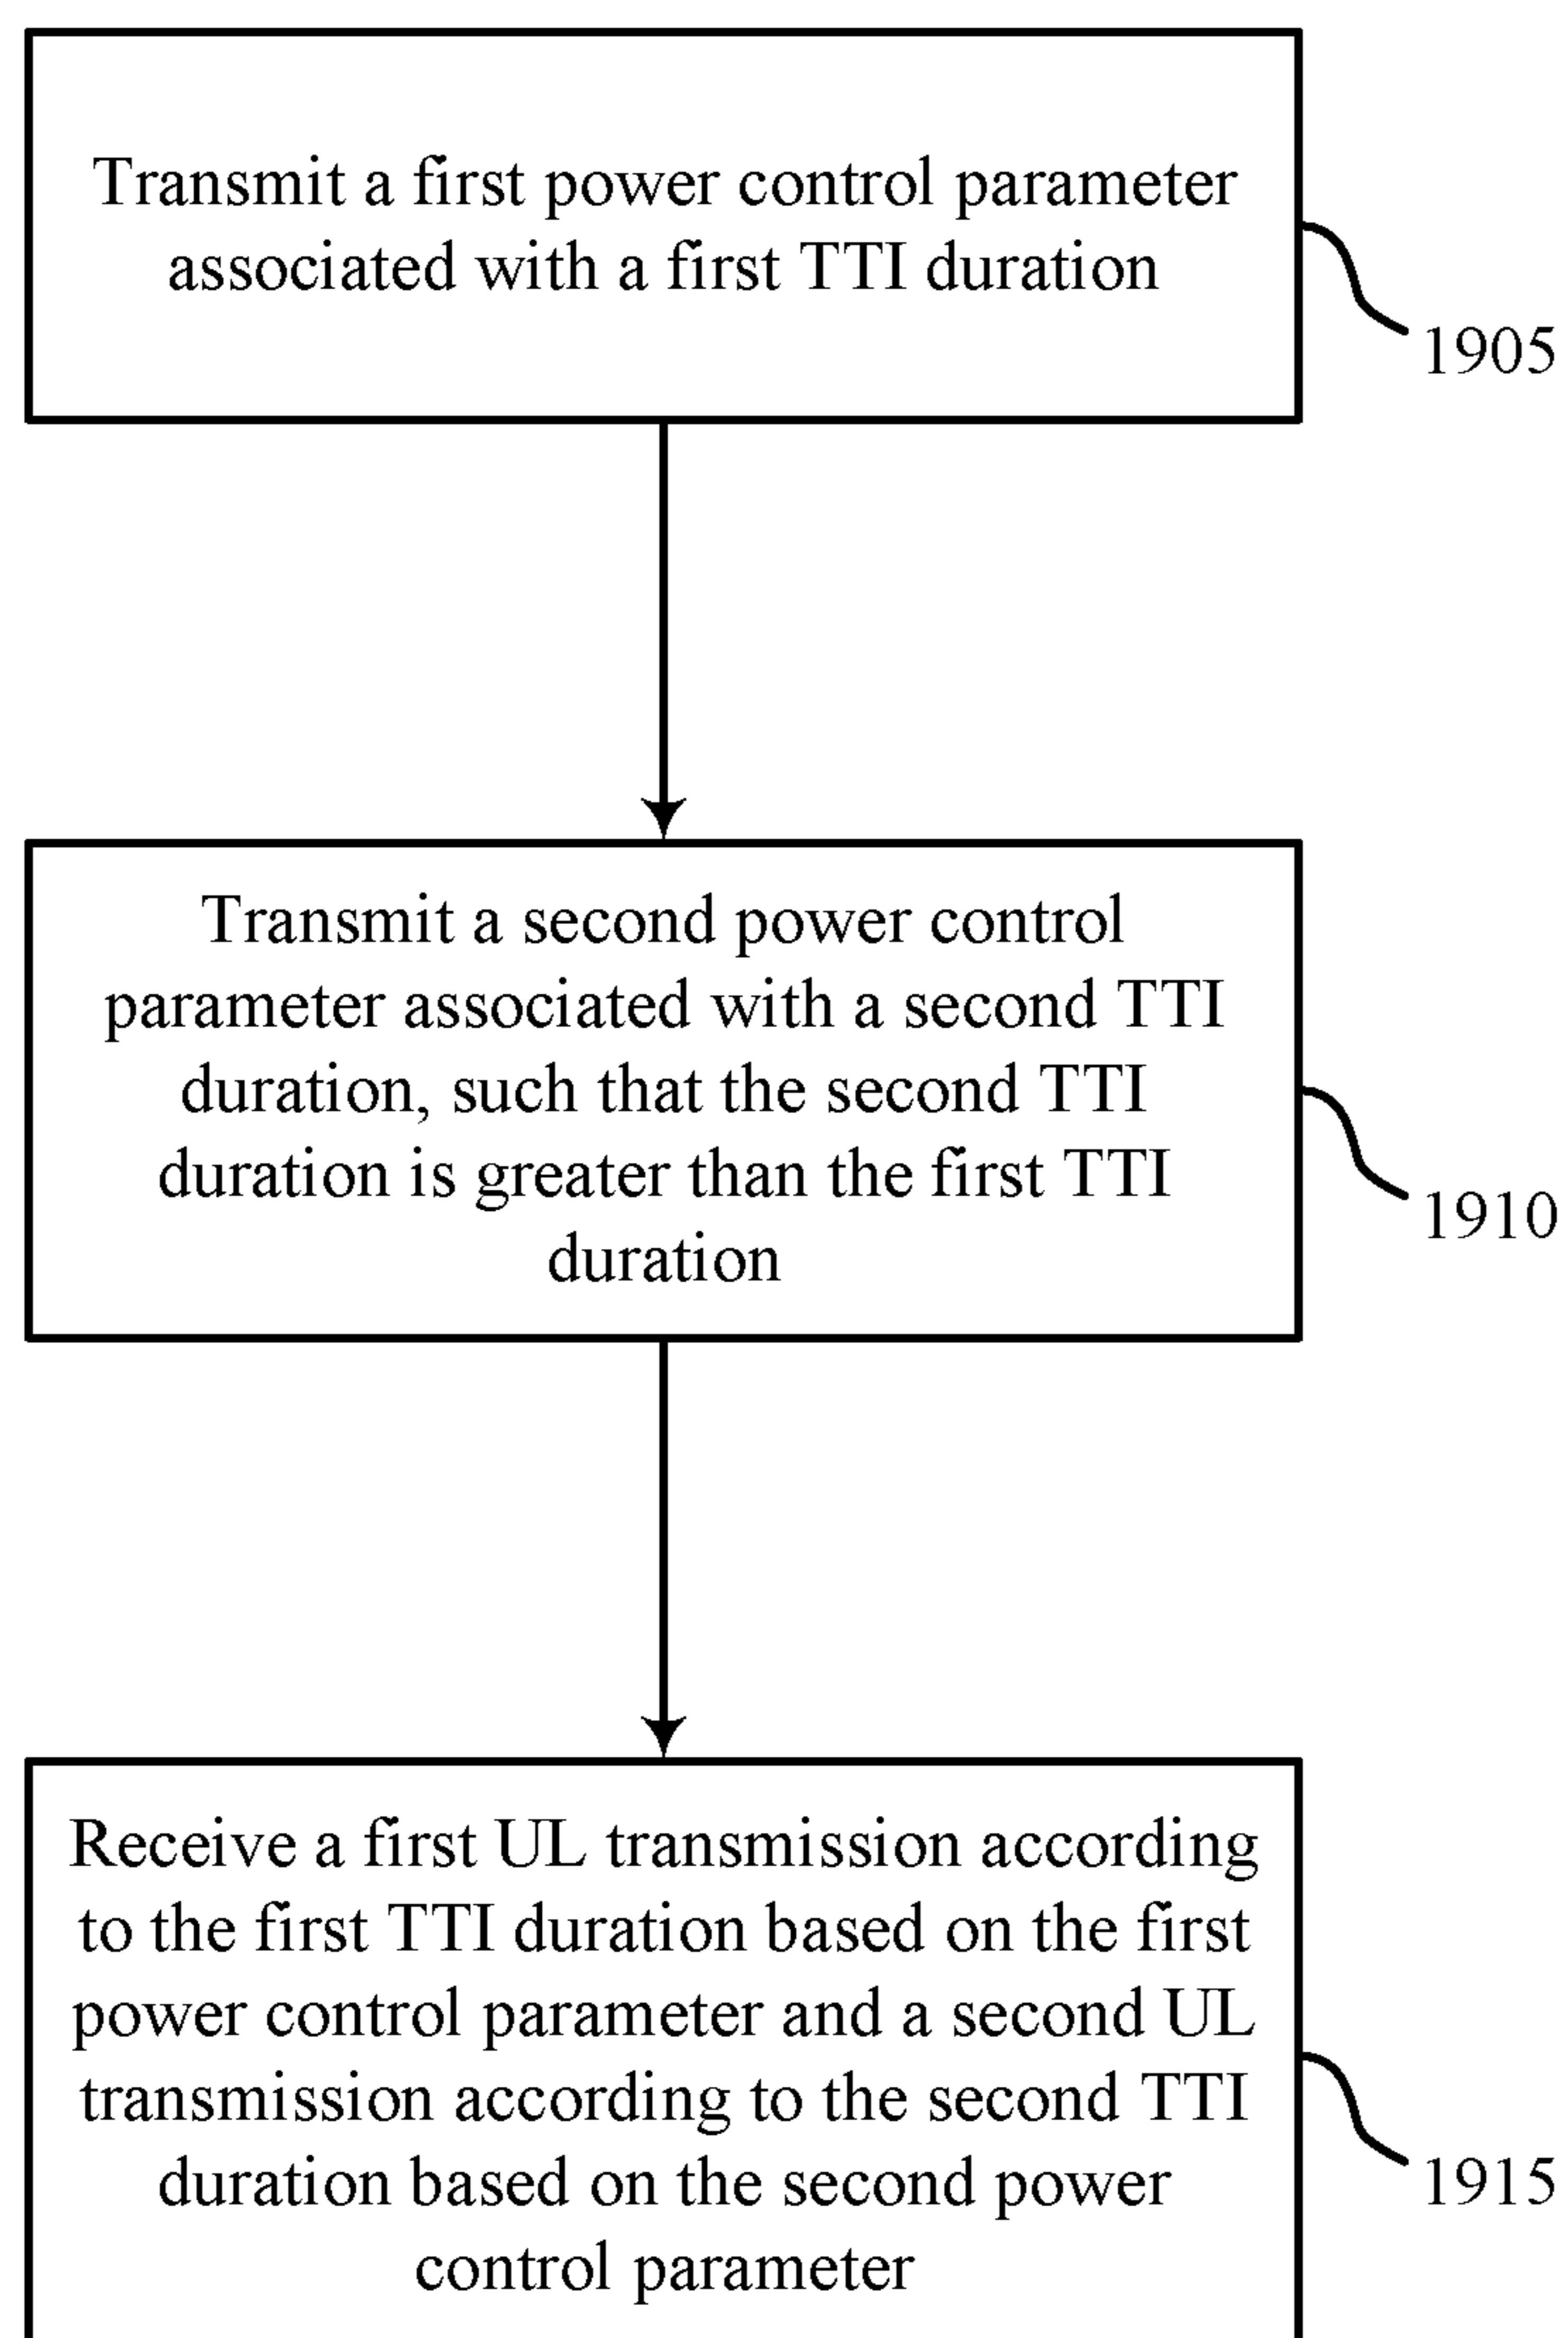 Transmit a first power control parameter
associated with a first TTI duration
1905
Transmit a second power control
parameter associated with a second TTI
duration, such that the second TTI
duration is greater than the first TTI
duration
1910
Receive a first UL transmission according
to the first TTI duration based on the first
power control parameter and a second UL
transmission according to the second TTI
duration based on the second power
control parameter
1915